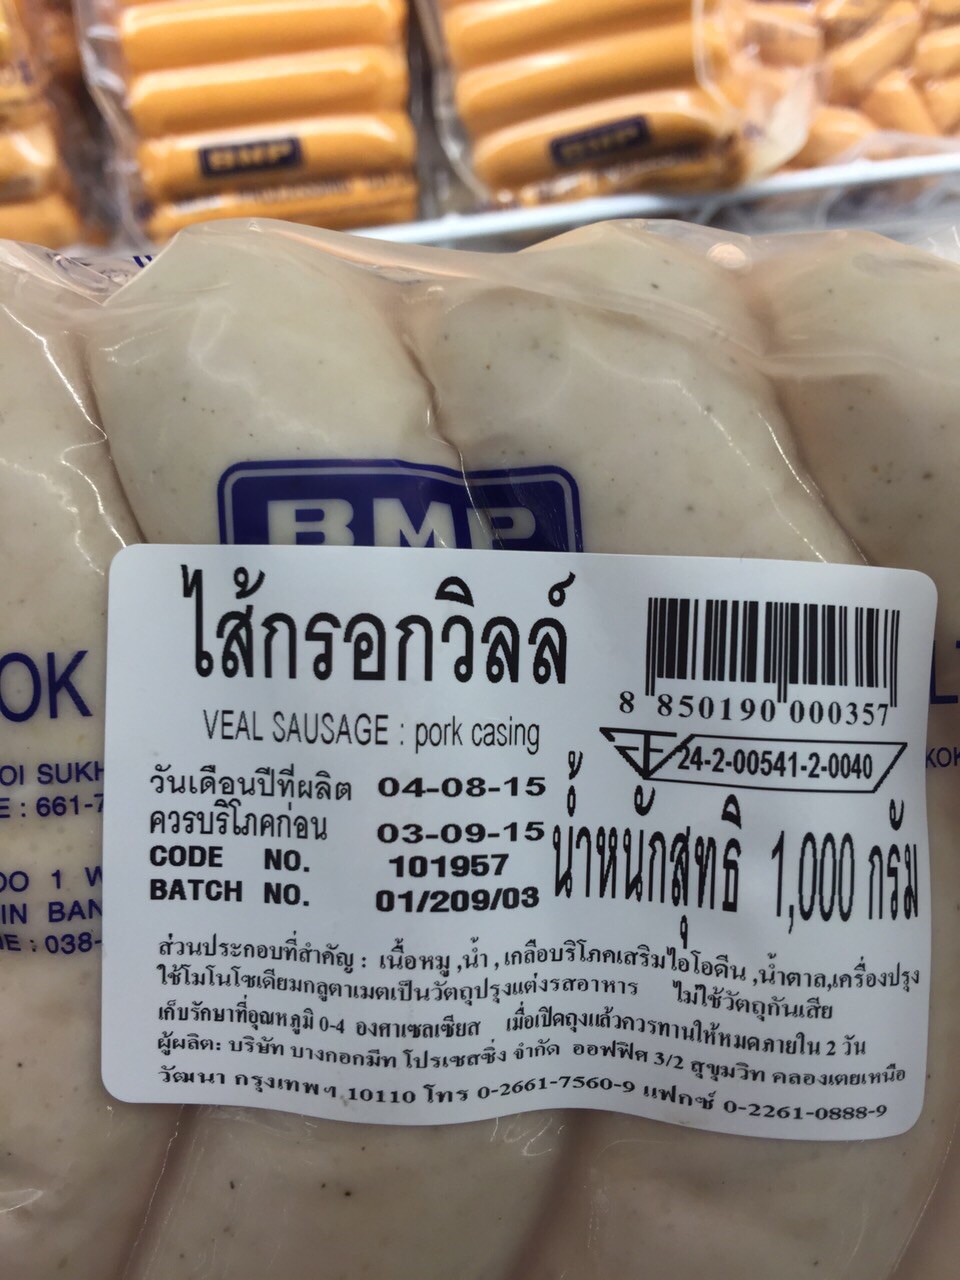 BMP
BMP
BMP
ไส้กรอกวิลล์
VEAL SAUSAGE : pork casing
8 850190 000357
24-2-00541-2-0040
วันเดือนปีที่ผลิต 04-08-15
ควรบริโภคก่อน 03-09-15
CODE NO. 101957
BATCH NO. 01/209/03
น้ำหนักสุทธิ 1,000 กรัม
ส่วนประกอบที่สำคัญ : เนื้อหมู ,น้ำ , เกลือบริโภคเสริมไอโอดีน ,น้ำตาล,เครื่องปรุง
ใช้โมโนโซเดียมกลูตาเมตเป็นวัตถุปรุงแต่งรสอาหาร ไม่ใช้วัตถุกันเสีย
เก็บรักษาที่อุณหภูมิ 0-4 องศาเซลเซียส เมื่อเปิดถุงแล้วควรทานให้หมดภายใน 2 วัน
ผู้ผลิต: บริษัท บางกอกมีท โปรเซสซิ่ง จำกัด ออฟฟิศ 3/2 สุขุมวิท คลองเตยเหนือ
วัฒนา กรุงเทพฯ 10110 โทร 0-2661-7560-9 แฟกซ์ 0-2261-0888-9
OK
OI SUKH
E : 661-7
OO 1 W
IN BAN
E : 038-
KOK